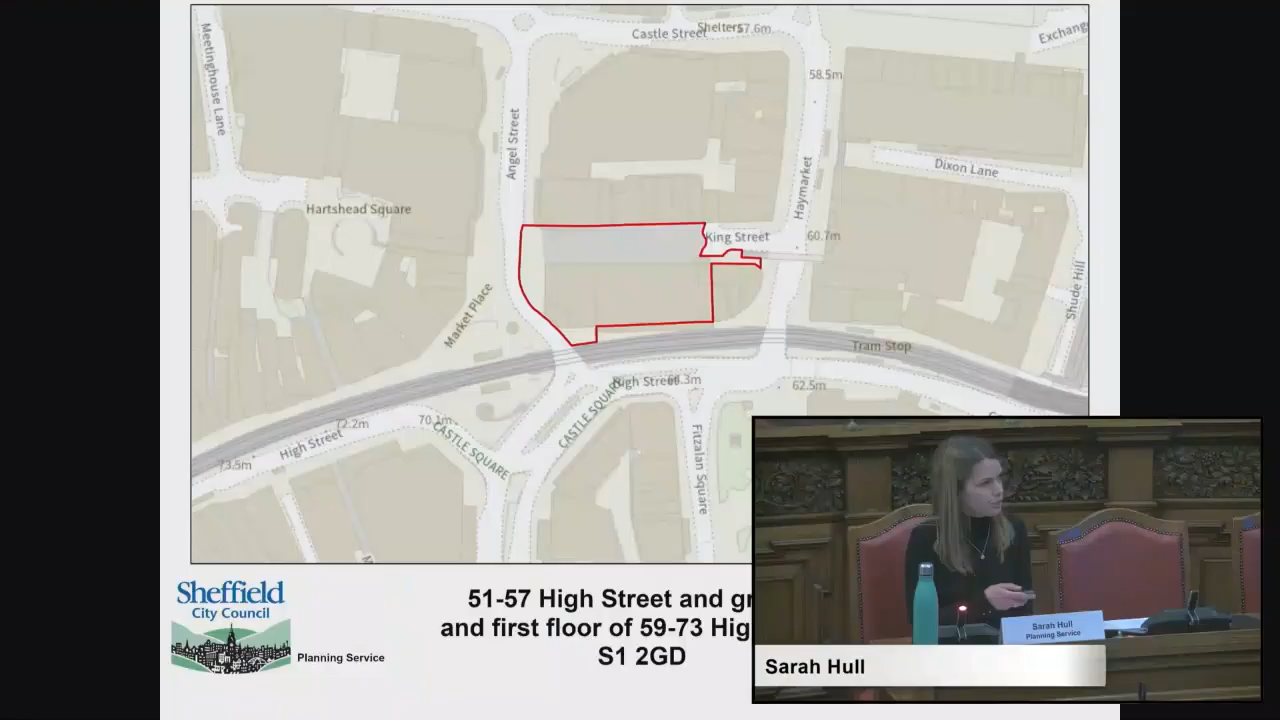 Meetinghouse Lane
Castle Street
Shelters
57.6m
Exchang
58.5m
Angel Street
Haymarket
Dixon Lane
Hartshead Square
King Street
60.7m
Shude Hill
Market Place
Tram Stop
High Street
CASTLE SQUARE
62.5m
72.2m
70.1m
High Street
CASTLE SQUARE
73.5m
Fitzalan Square
Sheffield
City Council
Planning Service
51-57 High Street and gr
and first floor of 59-73 Hig
S1 2GD
Sarah Hull
Planning Service
Sarah Hull